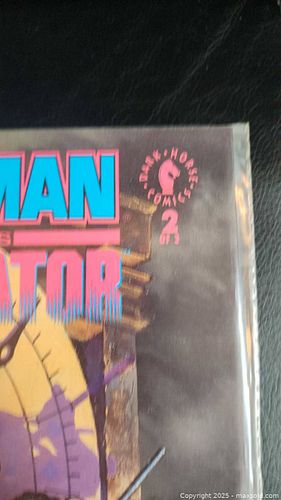 MAN
DARK • HORSE
COMICS
2
OF 3
ATOR
Copyright 2025 - maxsold.com